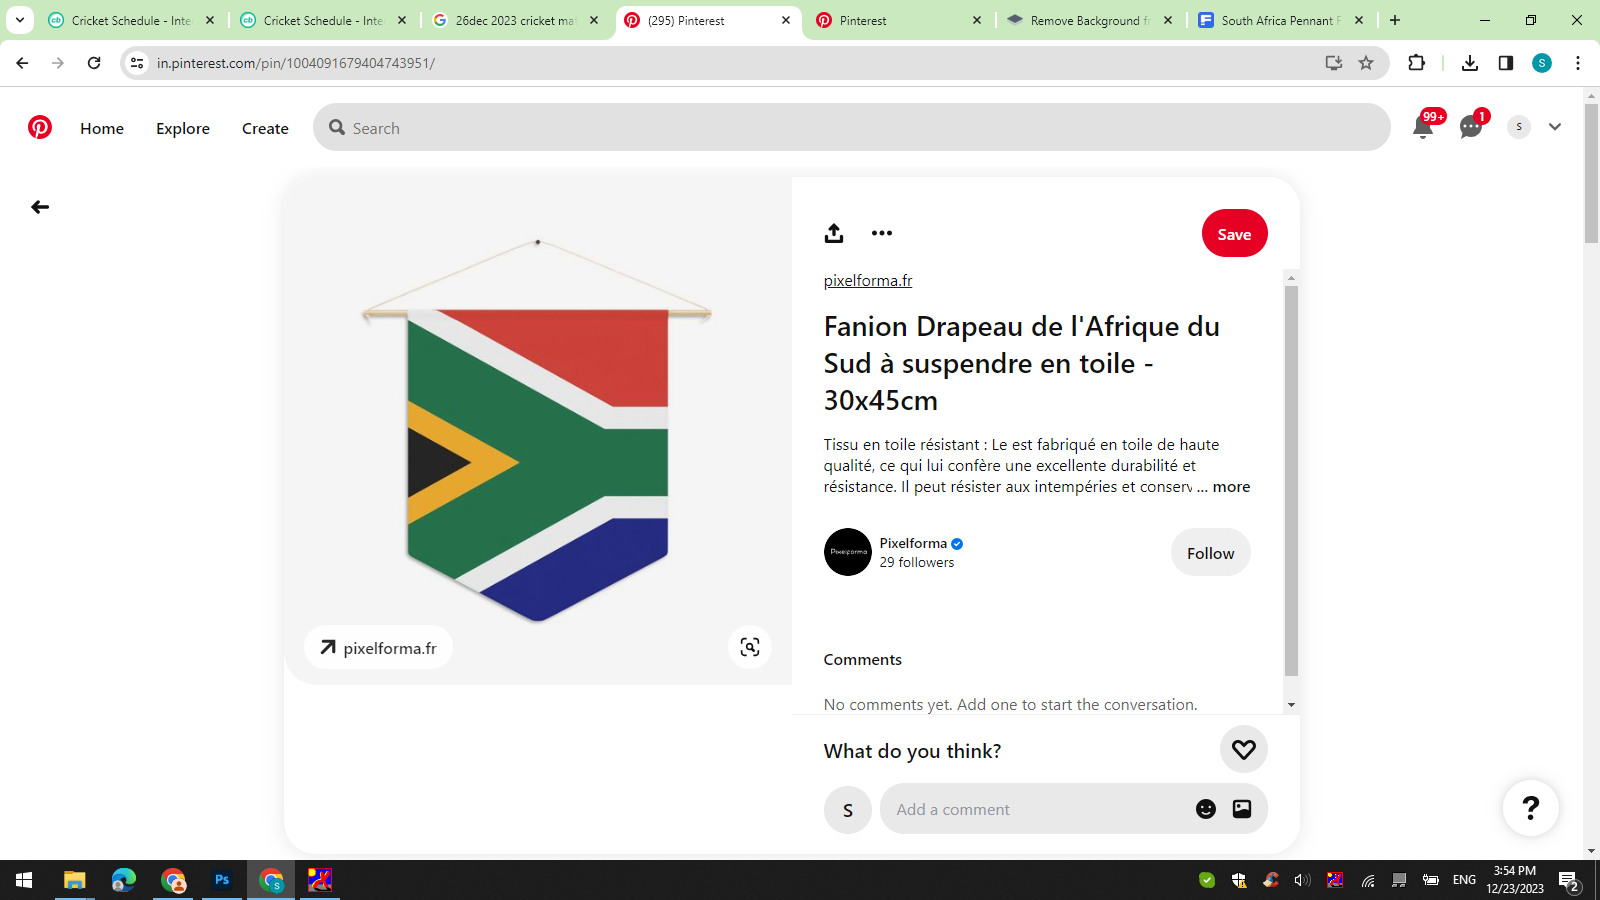 Cricket Schedule - Inte
Cricket Schedule - Inte
26dec 2023 cricket mat
(295) Pinterest
Pinterest
Remove Background fr
South Africa Pennant F
in.pinterest.com/pin/1004091679404743951/
S
Home
Explore
Create
Search
99+
1
S
Save
pixelforma.fr
Fanion Drapeau de l'Afrique du
Sud à suspendre en toile -
30x45cm
Tissu en toile résistant : Le est fabriqué en toile de haute
qualité, ce qui lui confère une excellente durabilité et
résistance. Il peut résister aux intempéries et conserv ... more
Pixelforma
Pixelforma
29 followers
Follow
pixelforma.fr
Comments
No comments yet. Add one to start the conversation.
What do you think?
S
Add a comment
?
Ps
S
ENG
3:54 PM
12/23/2023
2